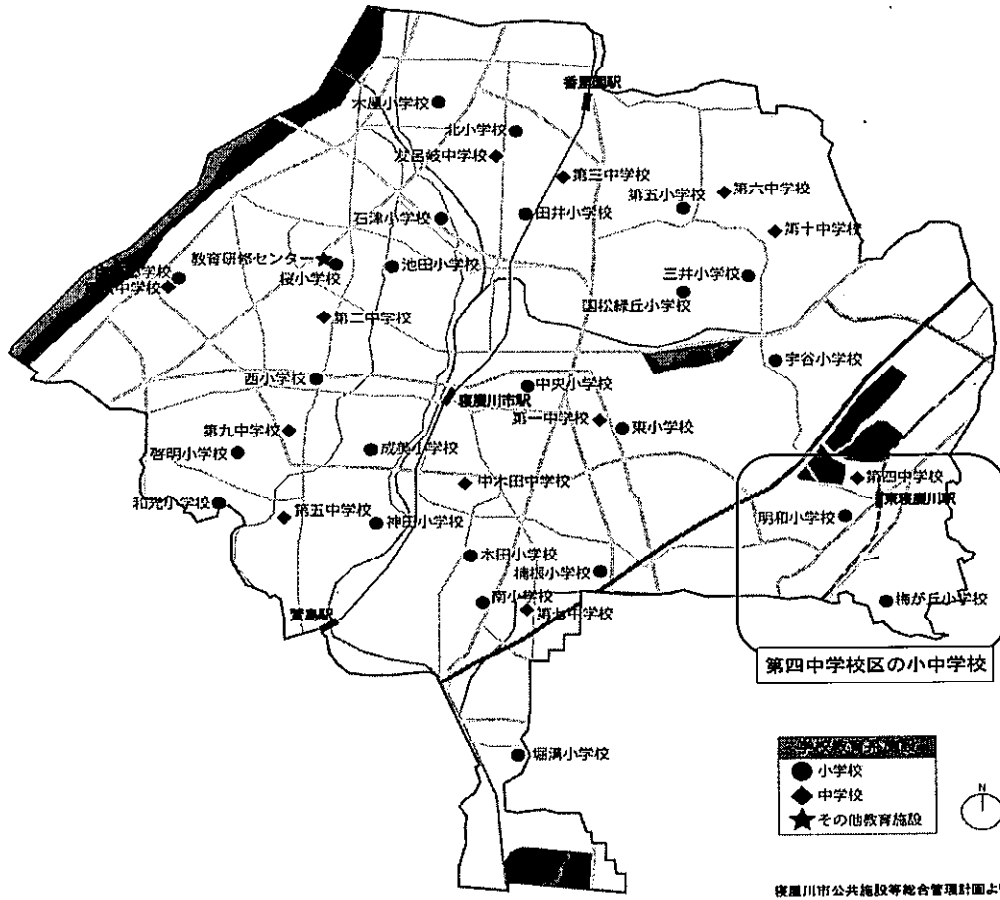 香里園駅
木屋小学校
北小学校
友呂岐中学校
第三中学校
第五小学校
第六中学校
石津小学校
田井小学校
第十中学校
教育研修センター
桜小学校
池田小学校
三井小学校
国松緑丘小学校
第二中学校
宇谷小学校
西小学校
中央小学校
寝屋川市駅
第一中学校
東小学校
第九中学校
成美小学校
啓明小学校
中木田中学校
第四中学校
東寝屋川駅
和光小学校
第五中学校
神田小学校
明和小学校
木田小学校
楠根小学校
南小学校
第七中学校
梅が丘小学校
萱島駅
第四中学校区の小中学校
堀溝小学校
小学校
中学校
その他教育施設
N
寝屋川市公共施設等総合管理計画よ